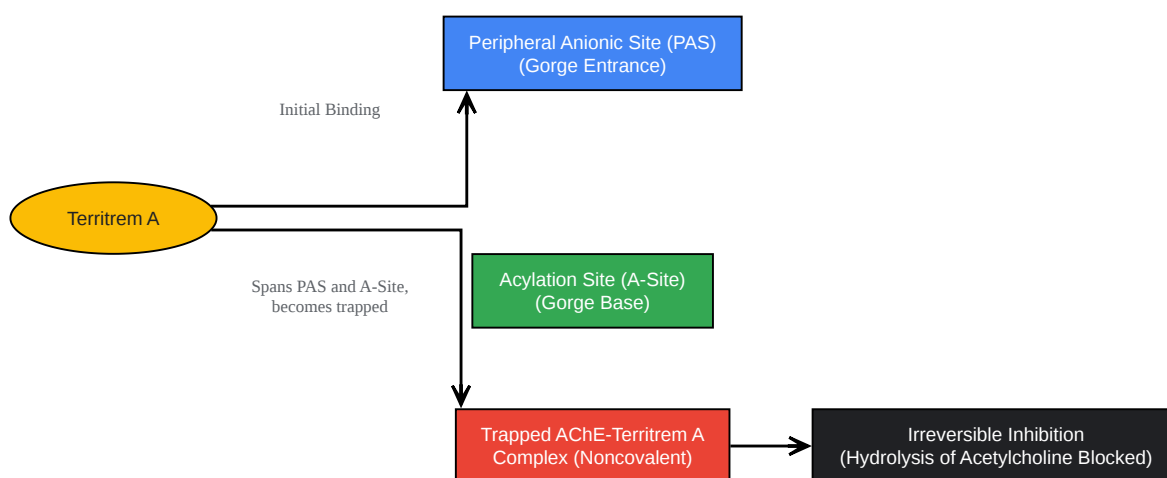 Peripheral Anionic Site (PAS)
(Gorge Entrance)
Initial Binding
Territrem A
Spans PAS and A-Site,
becomes trapped
Acylation Site (A-Site)
(Gorge Base)
Trapped AChE-Territrem A
Complex (Noncovalent)
Irreversible Inhibition
(Hydrolysis of Acetylcholine Blocked)